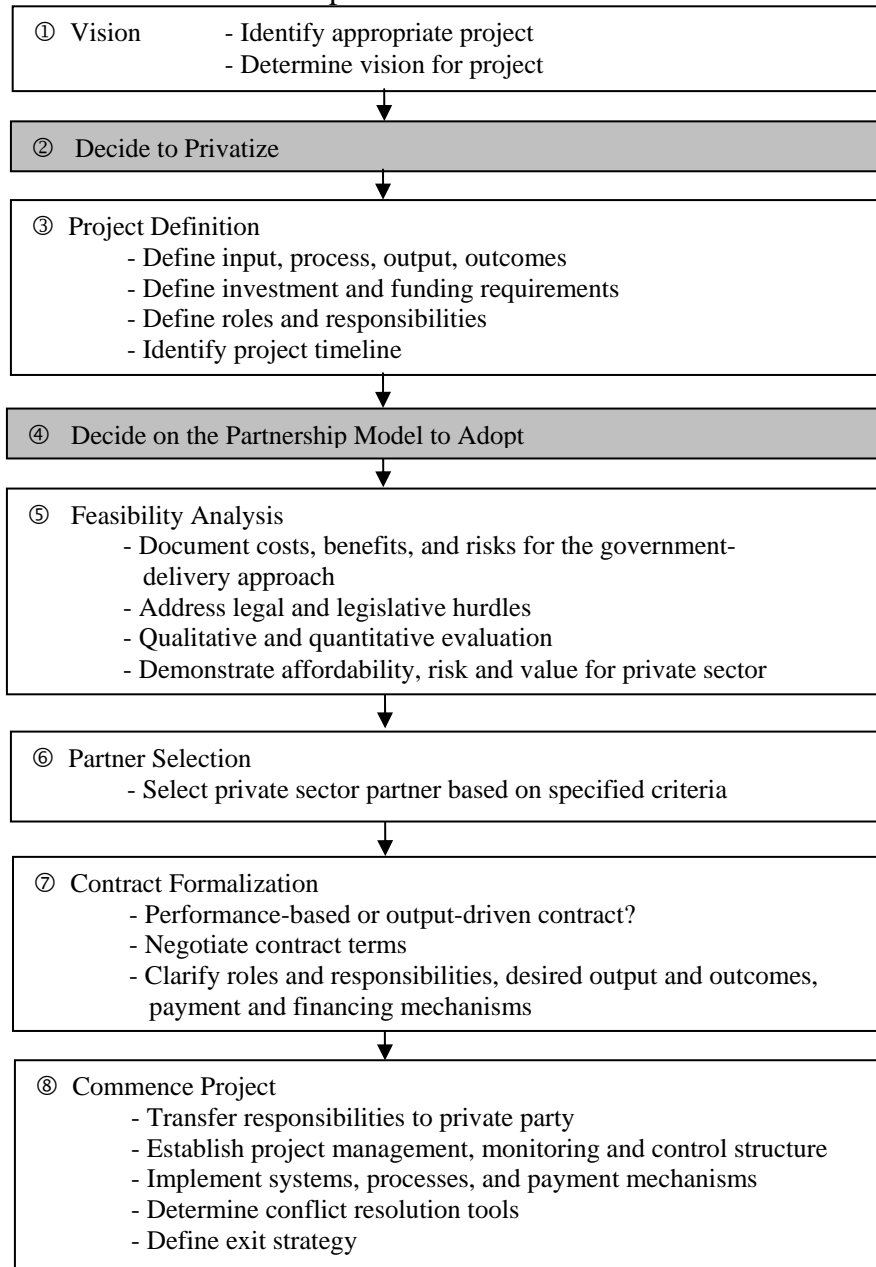 ① Vision - Identify appropriate project
- Determine vision for project
② Decide to Privatize
③ Project Definition
- Define input, process, output, outcomes
- Define investment and funding requirements
- Define roles and responsibilities
- Identify project timeline
④ Decide on the Partnership Model to Adopt
⑤ Feasibility Analysis
- Document costs, benefits, and risks for the government-
delivery approach
- Address legal and legislative hurdles
- Qualitative and quantitative evaluation
- Demonstrate affordability, risk and value for private sector
⑥ Partner Selection
- Select private sector partner based on specified criteria
⑦ Contract Formalization
- Performance-based or output-driven contract?
- Negotiate contract terms
- Clarify roles and responsibilities, desired output and outcomes,
payment and financing mechanisms
⑧ Commence Project
- Transfer responsibilities to private party
- Establish project management, monitoring and control structure
- Implement systems, processes, and payment mechanisms
- Determine conflict resolution tools
- Define exit strategy